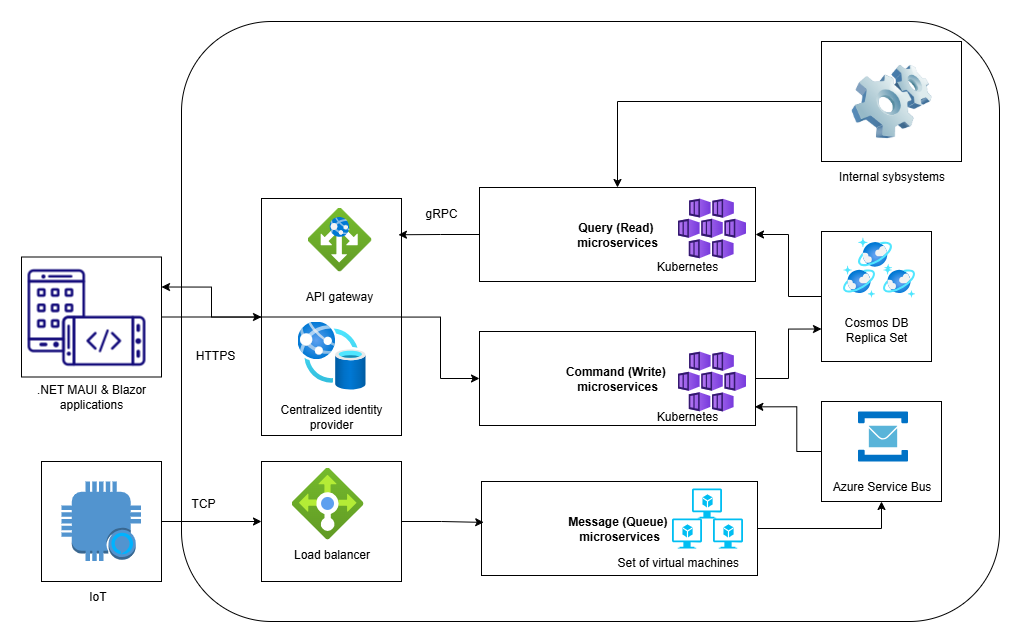 Internal sybsystems
gRPC
Query (Read)
microservices
Kubernetes
API gateway
Cosmos DB
Replica Set
HTTPS
.NET MAUI & Blazor
applications
Centralized identity
provider
Command (Write)
microservices
Kubernetes
Azure Service Bus
TCP
Load balancer
Message (Queue)
microservices
Set of virtual machines
IoT